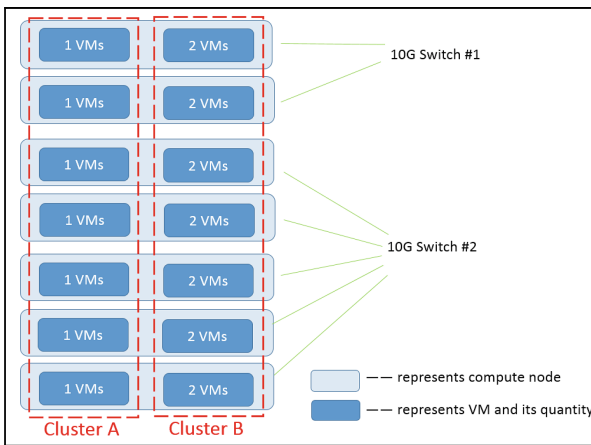 1 VMs 2 VMs
10G Switch #1
1 VMs 2 VMs
1 VMs 2 VMs
1 VMs 2 VMs
10G Switch #2
1 VMs 2 VMs
1 VMs 2 VMs
1 VMs 2 VMs
—— represents compute node
—— represents VM and its quantity
Cluster A Cluster B